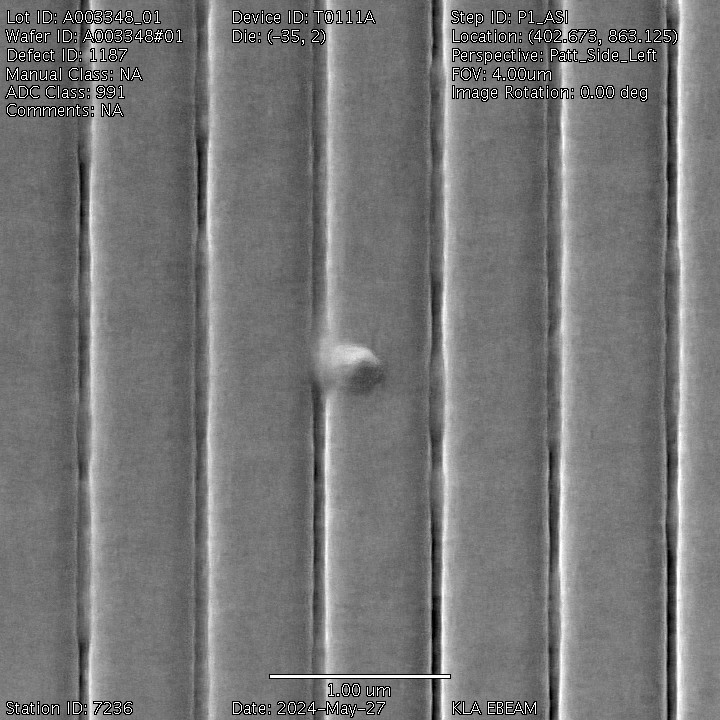 Lot ID: A003348_01
Wafer ID: A003348#01
Defect ID: 1187
Manual Class: NA
ADC Class: 991
Comments: NA
Device ID: T0111A
Die: (-35, 2)
Step ID: P1_ASI
Location: (402.673, 863.125)
Perspective: Patt_Side_Left
FOV: 4.00um
Image Rotation: 0.00 deg
1.00 um
Station ID: 7236
Date: 2024-May-27
KLA EBEAM